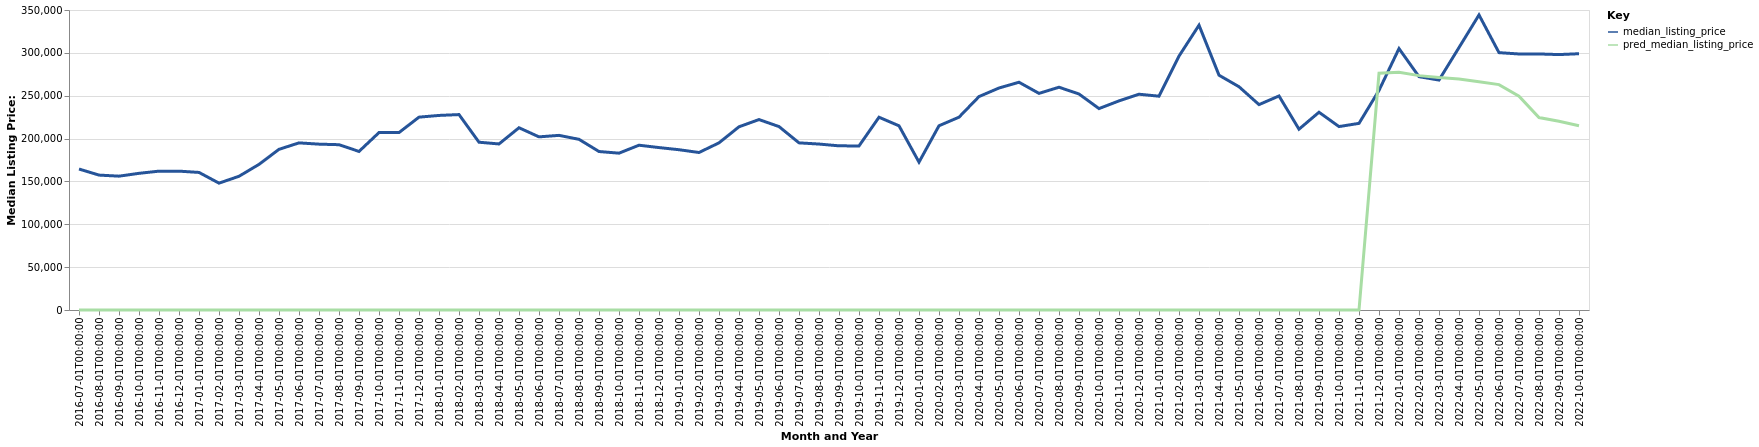 350,000
300,000
250,000
200,000
150,000
100,000
50,000
0
Median Listing Price:
2016-07-01T00:00:00
2016-08-01T00:00:00
2016-09-01T00:00:00
2016-10-01T00:00:00
2016-11-01T00:00:00
2016-12-01T00:00:00
2017-01-01T00:00:00
2017-02-01T00:00:00
2017-03-01T00:00:00
2017-04-01T00:00:00
2017-05-01T00:00:00
2017-06-01T00:00:00
2017-07-01T00:00:00
2017-08-01T00:00:00
2017-09-01T00:00:00
2017-10-01T00:00:00
2017-11-01T00:00:00
2017-12-01T00:00:00
2018-01-01T00:00:00
2018-02-01T00:00:00
2018-03-01T00:00:00
2018-04-01T00:00:00
2018-05-01T00:00:00
2018-06-01T00:00:00
2018-07-01T00:00:00
2018-08-01T00:00:00
2018-09-01T00:00:00
2018-10-01T00:00:00
2018-11-01T00:00:00
2018-12-01T00:00:00
2019-01-01T00:00:00
2019-02-01T00:00:00
2019-03-01T00:00:00
2019-04-01T00:00:00
2019-05-01T00:00:00
2019-06-01T00:00:00
2019-07-01T00:00:00
2019-08-01T00:00:00
2019-09-01T00:00:00
2019-10-01T00:00:00
2019-11-01T00:00:00
2019-12-01T00:00:00
2020-01-01T00:00:00
2020-02-01T00:00:00
2020-03-01T00:00:00
2020-04-01T00:00:00
2020-05-01T00:00:00
2020-06-01T00:00:00
2020-07-01T00:00:00
2020-08-01T00:00:00
2020-09-01T00:00:00
2020-10-01T00:00:00
2020-11-01T00:00:00
2020-12-01T00:00:00
2021-01-01T00:00:00
2021-02-01T00:00:00
2021-03-01T00:00:00
2021-04-01T00:00:00
2021-05-01T00:00:00
2021-06-01T00:00:00
2021-07-01T00:00:00
2021-08-01T00:00:00
2021-09-01T00:00:00
2021-10-01T00:00:00
2021-11-01T00:00:00
2021-12-01T00:00:00
2022-01-01T00:00:00
2022-02-01T00:00:00
2022-03-01T00:00:00
2022-04-01T00:00:00
2022-05-01T00:00:00
2022-06-01T00:00:00
2022-07-01T00:00:00
2022-08-01T00:00:00
2022-09-01T00:00:00
2022-10-01T00:00:00
Month and Year
Key
median_listing_price
pred_median_listing_price